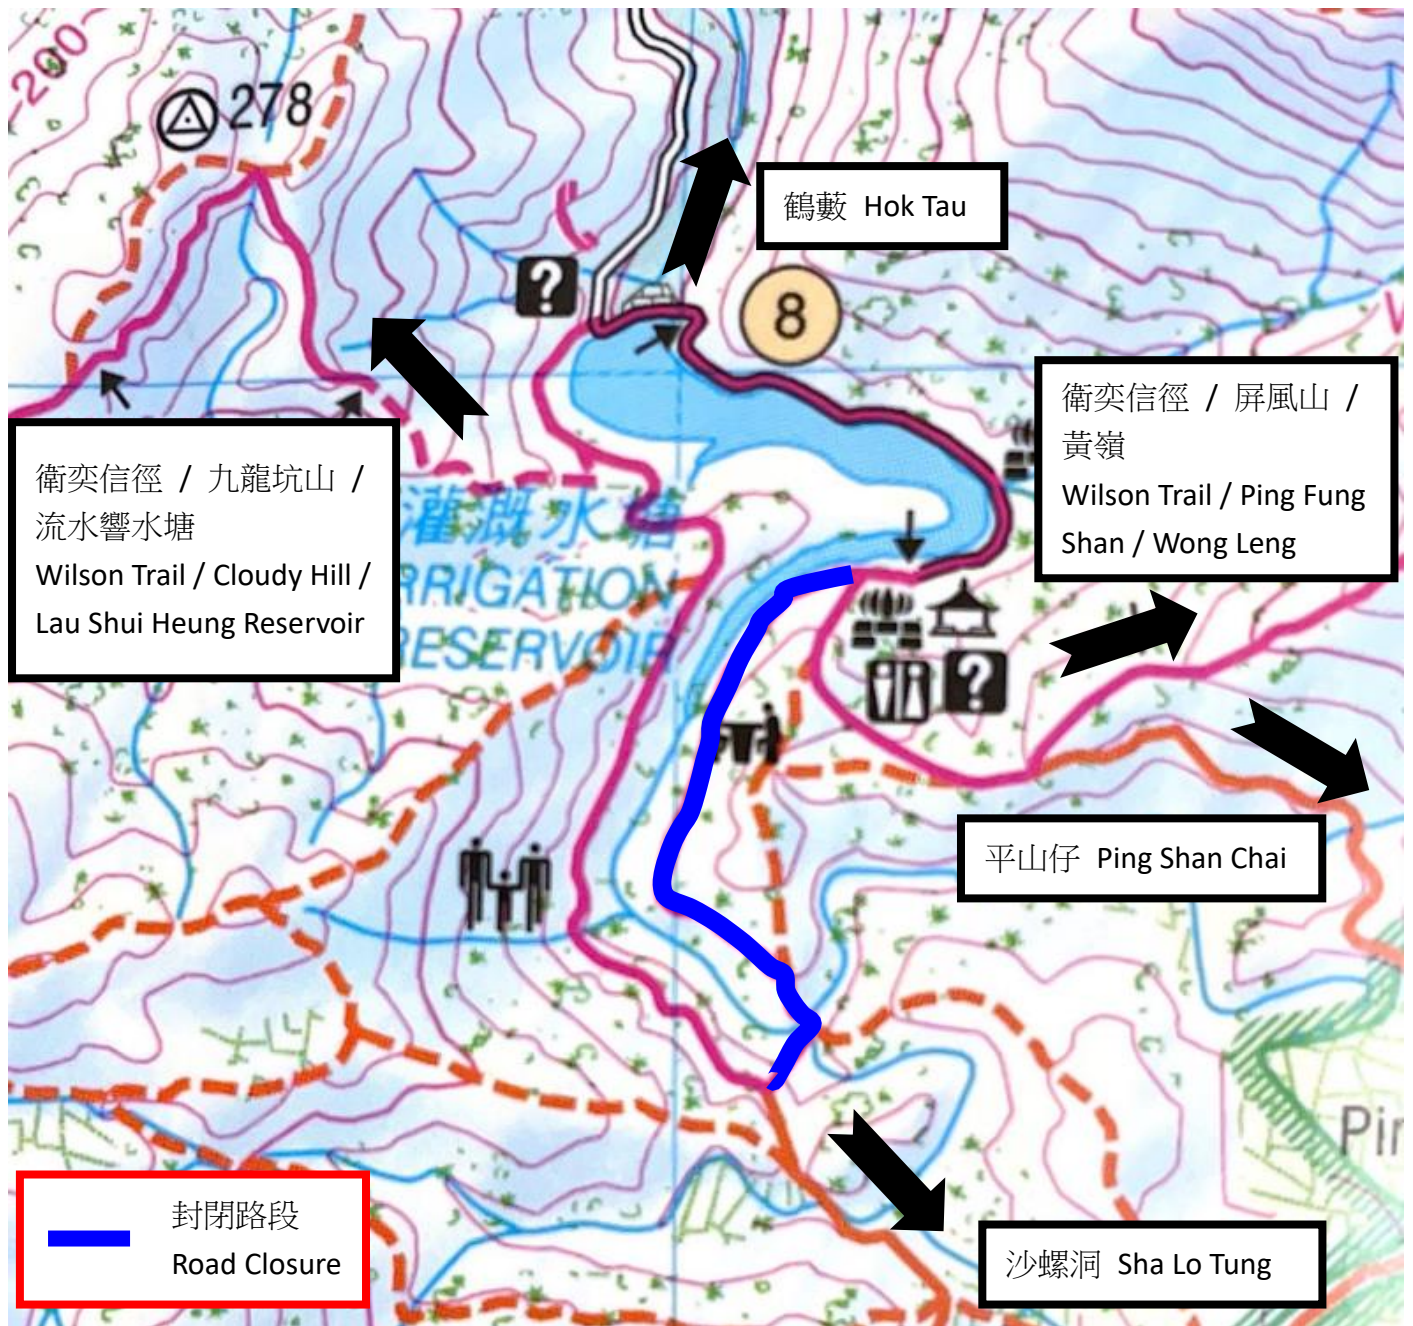 -200
278
鶴藪 Hok Tau
8
衛奕信徑 / 屏風山 /
黃嶺
Wilson Trail / Ping Fung
Shan / Wong Leng
衛奕信徑 / 九龍坑山 /
流水響水塘
Wilson Trail / Cloudy Hill /
Lau Shui Heung Reservoir
灌溉水塘
RRIGATION
RESERVOIR
平山仔 Ping Shan Chai
Pin
封閉路段
Road Closure
沙螺洞 Sha Lo Tung